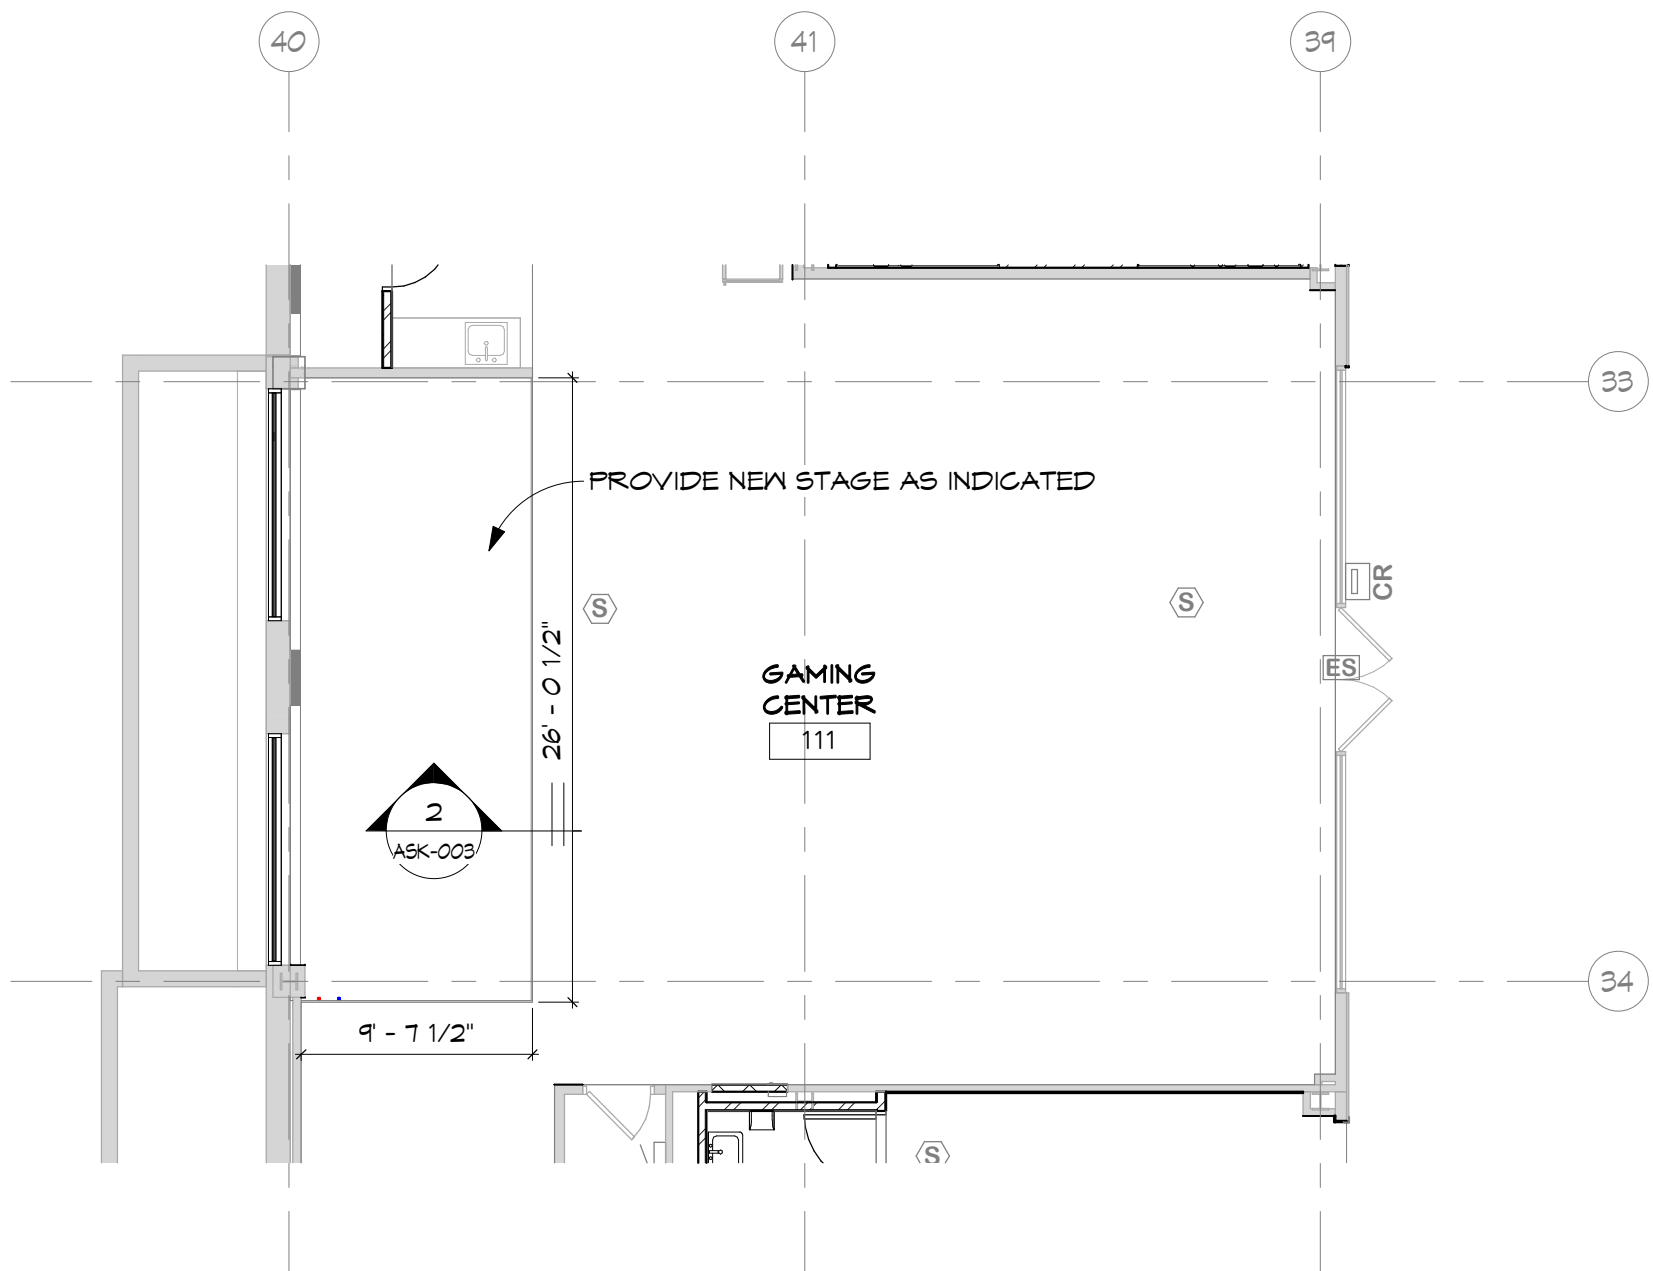 40
41
39
33
PROVIDE NEW STAGE AS INDICATED
CR
S
S
26' - 0 1/2"
ES
GAMING
CENTER
111
2
ASK-003
34
9' - 7 1/2"
S